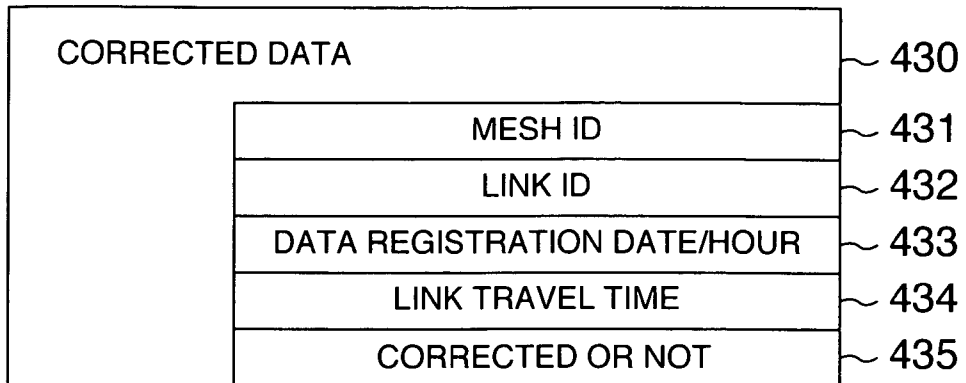 CORRECTED DATA 430
MESH ID 431
LINK ID 432
DATA REGISTRATION DATE/HOUR 433
LINK TRAVEL TIME 434
CORRECTED OR NOT 435